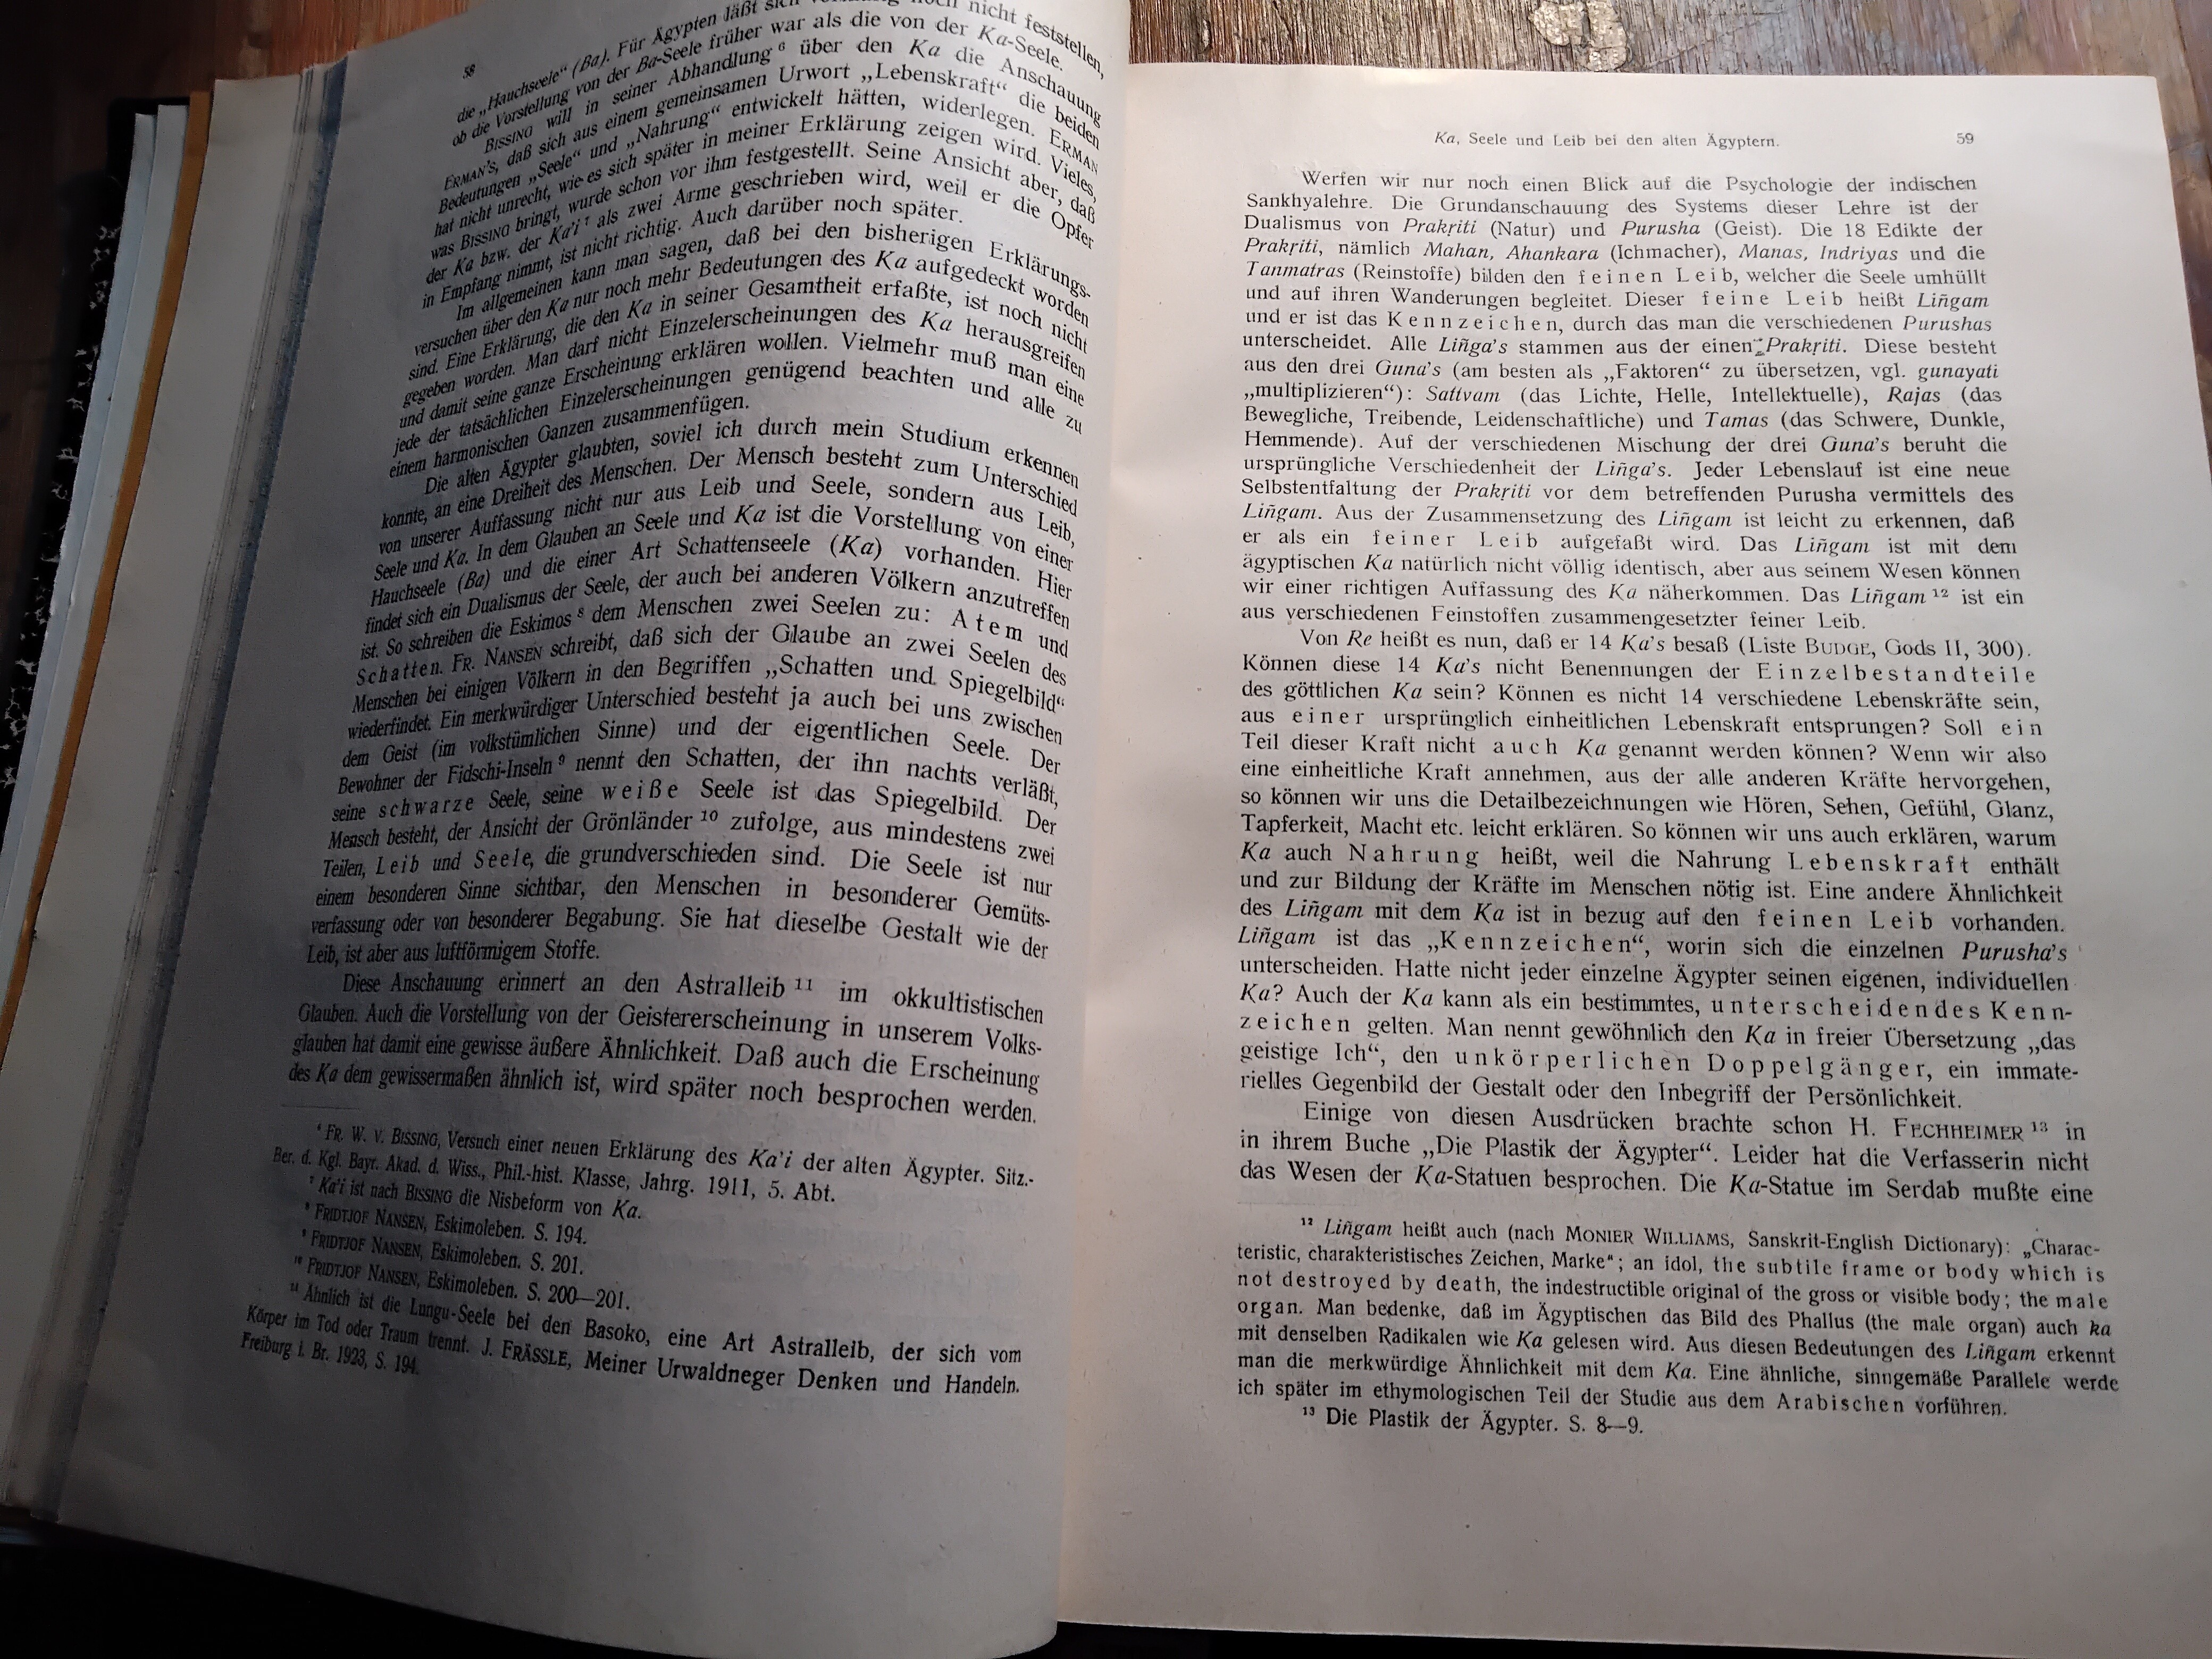 58
die „Hauchseele“ (Ba). Für Ägypten läßt sich noch nicht feststellen,
ob die Vorstellung von der Ba-Seele früher war als die von der Ka-Seele.
BISSING will in seiner Abhandlung ⁶ über den Ka die Anschauung
ERMAN'S, daß sich aus einem gemeinsamen Urwort „Lebenskraft“ die beiden
Bedeutungen „Seele“ und „Nahrung“ entwickelt hätten, widerlegen. ERMAN
hat nicht unrecht, wie es sich später in meiner Erklärung zeigen wird. Vieles,
was BISSING bringt, wurde schon vor ihm festgestellt. Seine Ansicht aber, daß
der Ka bzw. der Ka'i ⁷ als zwei Arme geschrieben wird, weil er die Opfer
in Empfang nimmt, ist nicht richtig. Auch darüber noch später.
Im allgemeinen kann man sagen, daß bei den bisherigen Erklärungs-
versuchen über den Ka nur noch mehr Bedeutungen des Ka aufgedeckt worden
sind. Eine Erklärung, die den Ka in seiner Gesamtheit erfaßte, ist noch nicht
gegeben worden. Man darf nicht Einzelerscheinungen des Ka herausgreifen
und damit seine ganze Erscheinung erklären wollen. Vielmehr muß man eine
jede der tatsächlichen Einzelerscheinungen genügend beachten und alle zu
einem harmonischen Ganzen zusammenfügen.
Die alten Ägypter glaubten, soviel ich durch mein Studium erkennen
konnte, an eine Dreiheit des Menschen. Der Mensch besteht zum Unterschied
von unserer Auffassung nicht nur aus Leib und Seele, sondern aus Leib,
Seele und Ka. In dem Glauben an Seele und Ka ist die Vorstellung von einer
Hauchseele (Ba) und die einer Art Schattenseele (Ka) vorhanden. Hier
findet sich ein Dualismus der Seele, der auch bei anderen Völkern anzutreffen
ist. So schreiben die Eskimos ⁸ dem Menschen zwei Seelen zu: Atem und
Schatten. FR. NANSEN schreibt, daß sich der Glaube an zwei Seelen des
Menschen bei einigen Völkern in den Begriffen „Schatten und Spiegelbild“
wiederfindet. Ein merkwürdiger Unterschied besteht ja auch bei uns zwischen
dem Geist (im volkstümlichen Sinne) und der eigentlichen Seele. Der
Bewohner der Fidschi-Inseln ⁹ nennt den Schatten, der ihn nachts verläßt,
seine schwarze Seele, seine weiße Seele ist das Spiegelbild. Der
Mensch besteht, der Ansicht der Grönländer ¹⁰ zufolge, aus mindestens zwei
Teilen, Leib und Seele, die grundverschieden sind. Die Seele ist nur
einem besonderen Sinne sichtbar, den Menschen in besonderer Gemüts-
verfassung oder von besonderer Begabung. Sie hat dieselbe Gestalt wie der
Leib, ist aber aus luftförmigem Stoffe.
Diese Anschauung erinnert an den Astralleib ¹¹ im okkultistischen
Glauben. Auch die Vorstellung von der Geistererscheinung in unserem Volks-
glauben hat damit eine gewisse äußere Ähnlichkeit. Daß auch die Erscheinung
des Ka dem gewissermaßen ähnlich ist, wird später noch besprochen werden.
⁶ FR. W. V. BISSING, Versuch einer neuen Erklärung des Ka'i der alten Ägypter. Sitz.-
Ber. d. Kgl. Bayr. Akad. d. Wiss., Phil.-hist. Klasse, Jahrg. 1911, 5. Abt.
⁷ Ka'i ist nach BISSING die Nisbeform von Ka.
⁸ FRIDTJOF NANSEN, Eskimoleben. S. 194.
⁹ FRIDTJOF NANSEN, Eskimoleben. S. 201.
¹⁰ FRIDTJOF NANSEN, Eskimoleben. S. 200—201.
¹¹ Ähnlich ist die Lungu-Seele bei den Basoko, eine Art Astralleib, der sich vom
Körper im Tod oder Traum trennt. J. FRÄSSLE, Meiner Urwaldneger Denken und Handeln.
Freiburg i. Br. 1923, S. 194.
Ka, Seele und Leib bei den alten Ägyptern. 59
Werfen wir nur noch einen Blick auf die Psychologie der indischen
Sankhyalehre. Die Grundanschauung des Systems dieser Lehre ist der
Dualismus von Prakṛiti (Natur) und Purusha (Geist). Die 18 Edikte der
Prakṛiti, nämlich Mahan, Ahankara (Ichmacher), Manas, Indriyas und die
Tanmatras (Reinstoffe) bilden den feinen Leib, welcher die Seele umhüllt
und auf ihren Wanderungen begleitet. Dieser feine Leib heißt Liñgam
und er ist das Kennzeichen, durch das man die verschiedenen Purushas
unterscheidet. Alle Liñga's stammen aus der einen Prakṛiti. Diese besteht
aus den drei Guna's (am besten als „Faktoren“ zu übersetzen, vgl. gunayati
„multiplizieren“): Sattvam (das Lichte, Helle, Intellektuelle), Rajas (das
Bewegliche, Treibende, Leidenschaftliche) und Tamas (das Schwere, Dunkle,
Hemmende). Auf der verschiedenen Mischung der drei Guna's beruht die
ursprüngliche Verschiedenheit der Liñga's. Jeder Lebenslauf ist eine neue
Selbstentfaltung der Prakṛiti vor dem betreffenden Purusha vermittels des
Liñgam. Aus der Zusammensetzung des Liñgam ist leicht zu erkennen, daß
er als ein feiner Leib aufgefaßt wird. Das Liñgam ist mit dem
ägyptischen Ka natürlich nicht völlig identisch, aber aus seinem Wesen können
wir einer richtigen Auffassung des Ka näherkommen. Das Liñgam ¹² ist ein
aus verschiedenen Feinstoffen zusammengesetzter feiner Leib.
Von Re heißt es nun, daß er 14 Ka's besaß (Liste BUDGE, Gods II, 300).
Können diese 14 Ka's nicht Benennungen der Einzelbestandteile
des göttlichen Ka sein? Können es nicht 14 verschiedene Lebenskräfte sein,
aus einer ursprünglich einheitlichen Lebenskraft entsprungen? Soll ein
Teil dieser Kraft nicht auch Ka genannt werden können? Wenn wir also
eine einheitliche Kraft annehmen, aus der alle anderen Kräfte hervorgehen,
so können wir uns die Detailbezeichnungen wie Hören, Sehen, Gefühl, Glanz,
Tapferkeit, Macht etc. leicht erklären. So können wir uns auch erklären, warum
Ka auch Nahrung heißt, weil die Nahrung Lebenskraft enthält
und zur Bildung der Kräfte im Menschen nötig ist. Eine andere Ähnlichkeit
des Liñgam mit dem Ka ist in bezug auf den feinen Leib vorhanden.
Liñgam ist das „Kennzeichen“, worin sich die einzelnen Purusha's
unterscheiden. Hatte nicht jeder einzelne Ägypter seinen eigenen, individuellen
Ka? Auch der Ka kann als ein bestimmtes, unterscheidendes Kenn-
zeichen gelten. Man nennt gewöhnlich den Ka in freier Übersetzung „das
geistige Ich“, den unkörperlichen Doppelgänger, ein immate-
rielles Gegenbild der Gestalt oder den Inbegriff der Persönlichkeit.
Einige von diesen Ausdrücken brachte schon H. FECHHEIMER ¹³ in
in ihrem Buche „Die Plastik der Ägypter“. Leider hat die Verfasserin nicht
das Wesen der Ka-Statuen besprochen. Die Ka-Statue im Serdab mußte eine
¹² Liñgam heißt auch (nach MONIER WILLIAMS, Sanskrit-English Dictionary): „Charac-
teristic, charakteristisches Zeichen, Marke“; an idol, the subtile frame or body which is
not destroyed by death, the indestructible original of the gross or visible body; the male
organ. Man bedenke, daß im Ägyptischen das Bild des Phallus (the male organ) auch ka
mit denselben Radikalen wie Ka gelesen wird. Aus diesen Bedeutungen des Liñgam erkennt
man die merkwürdige Ähnlichkeit mit dem Ka. Eine ähnliche, sinngemäße Parallele werde
ich später im ethymologischen Teil der Studie aus dem Arabischen vorführen.
¹³ Die Plastik der Ägypter. S. 8—9.